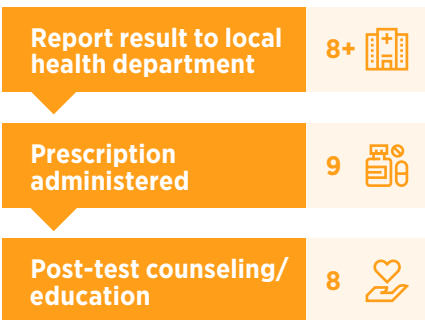 Report result to local
health department
8+
Prescription
administered
9
Post-test counseling/
education
8